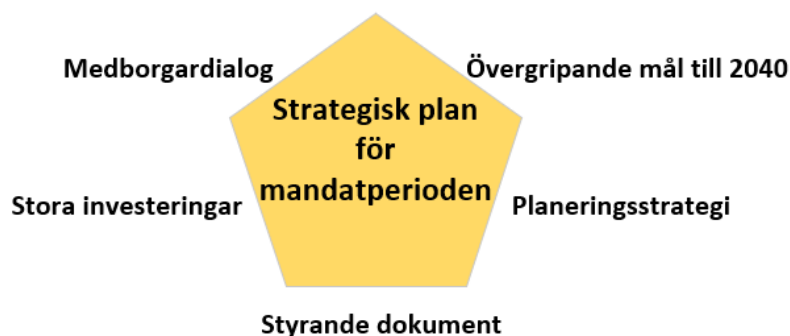 Medborgardialog
Övergripande mål till 2040
Strategisk plan
för
mandatperioden
Stora investeringar
Planeringsstrategi
Styrande dokument